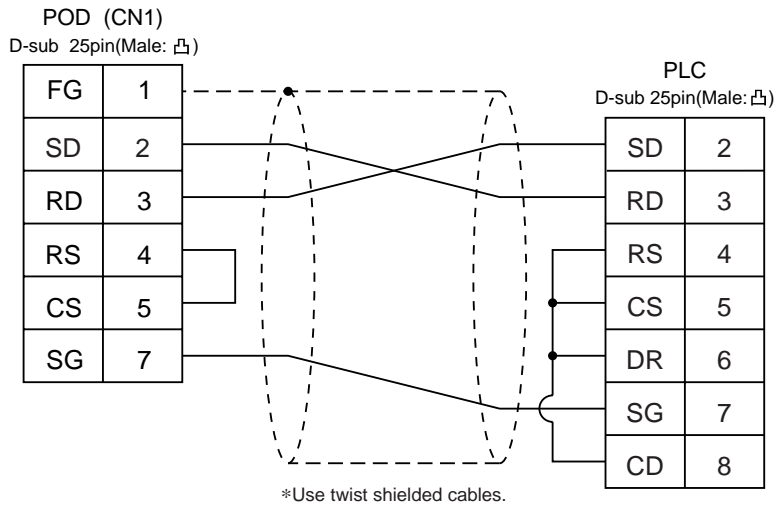 POD (CN1)
D-sub 25pin(Male: 凸)
FG 1
SD 2
RD 3
RS 4
CS 5
SG 7
PLC
D-sub 25pin(Male: 凸)
SD 2
RD 3
RS 4
CS 5
DR 6
SG 7
CD 8
*Use twist shielded cables.